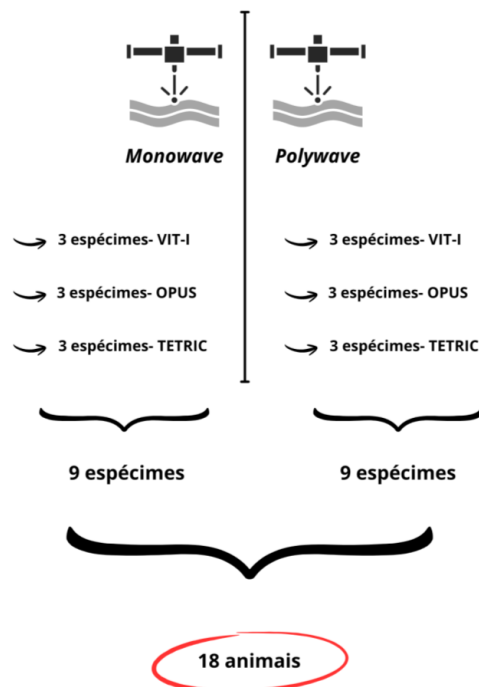 Monowave
Polywave
3 espécimes- VIT-I
3 espécimes- VIT-I
3 espécimes- OPUS
3 espécimes- OPUS
3 espécimes- TETRIC
3 espécimes- TETRIC
9 espécimes
9 espécimes
18 animais